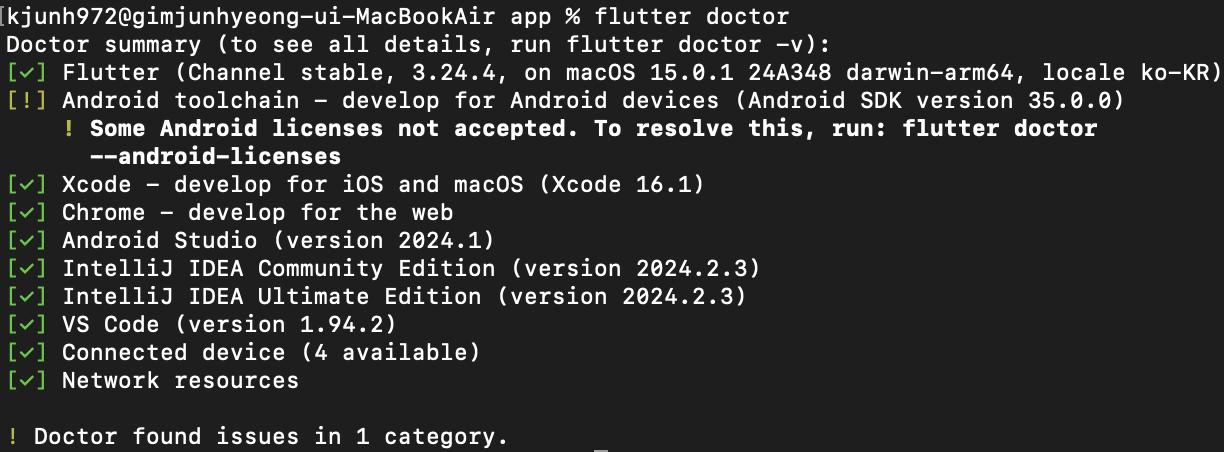 kjunh972@gimjunhyeong-ui-MacBookAir app % flutter doctor
Doctor summary (to see all details, run flutter doctor -v):
[✓] Flutter (Channel stable, 3.24.4, on macOS 15.0.1 24A348 darwin-arm64, locale ko-KR)
[!] Android toolchain - develop for Android devices (Android SDK version 35.0.0)
    ! Some Android licenses not accepted. To resolve this, run: flutter doctor
      --android-licenses
[✓] Xcode - develop for iOS and macOS (Xcode 16.1)
[✓] Chrome - develop for the web
[✓] Android Studio (version 2024.1)
[✓] IntelliJ IDEA Community Edition (version 2024.2.3)
[✓] IntelliJ IDEA Ultimate Edition (version 2024.2.3)
[✓] VS Code (version 1.94.2)
[✓] Connected device (4 available)
[✓] Network resources
! Doctor found issues in 1 category.